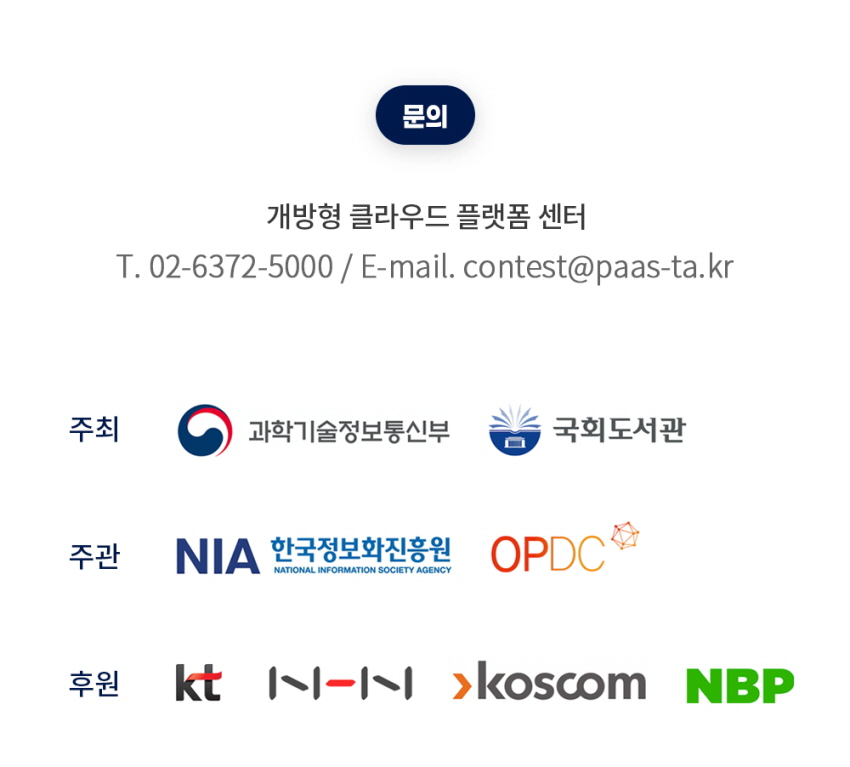 문의
개방형 클라우드 플랫폼 센터
T. 02-6372-5000 / E-mail. contest@paas-ta.kr
주최 과학기술정보통신부 국회도서관
주관 NIA 한국정보화진흥원 OPDC
NATIONAL INFORMATION SOCIETY AGENCY
후원 kt NHN koscom NBP